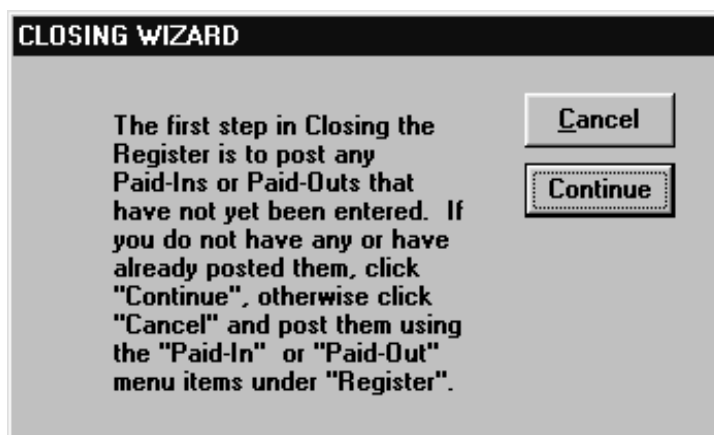 CLOSING WIZARD
The first step in Closing the
Register is to post any
Paid-Ins or Paid-Outs that
have not yet been entered.  If
you do not have any or have
already posted them, click
"Continue", otherwise click
"Cancel" and post them using
the "Paid-In"  or "Paid-Out"
menu items under "Register".
Cancel
Continue